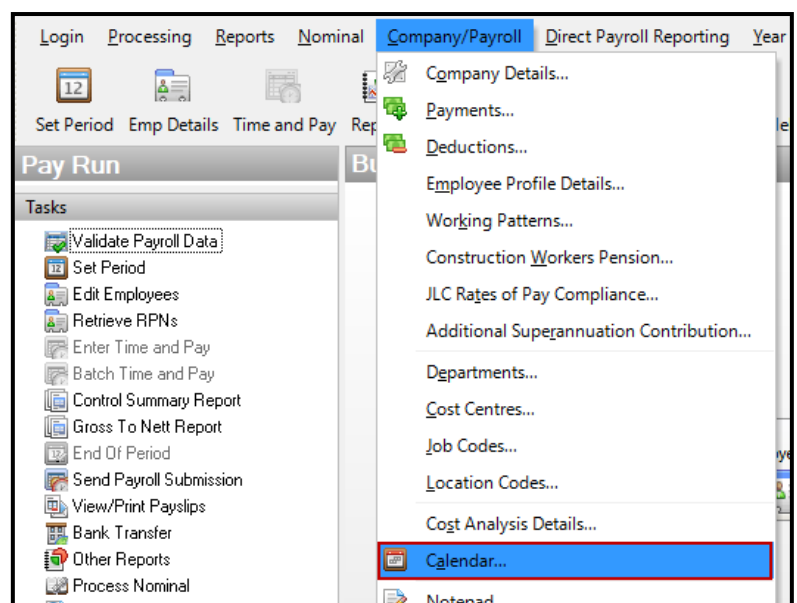 Login Processing Reports Nominal Company/Payroll Direct Payroll Reporting Year
12
Set Period Emp Details Time and Pay
Pay Run
Tasks
Validate Payroll Data
12 Set Period
Edit Employees
Retrieve RPNs
Enter Time and Pay
Batch Time and Pay
Control Summary Report
Gross To Nett Report
End Of Period
Send Payroll Submission
View/Print Payslips
Bank Transfer
Other Reports
Process Nominal
Company Details...
Payments...
Deductions...
Employee Profile Details...
Working Patterns...
Construction Workers Pension...
JLC Rates of Pay Compliance...
Additional Superannuation Contribution...
Departments...
Cost Centres...
Job Codes...
Location Codes...
Cost Analysis Details...
Calendar...
Notepad